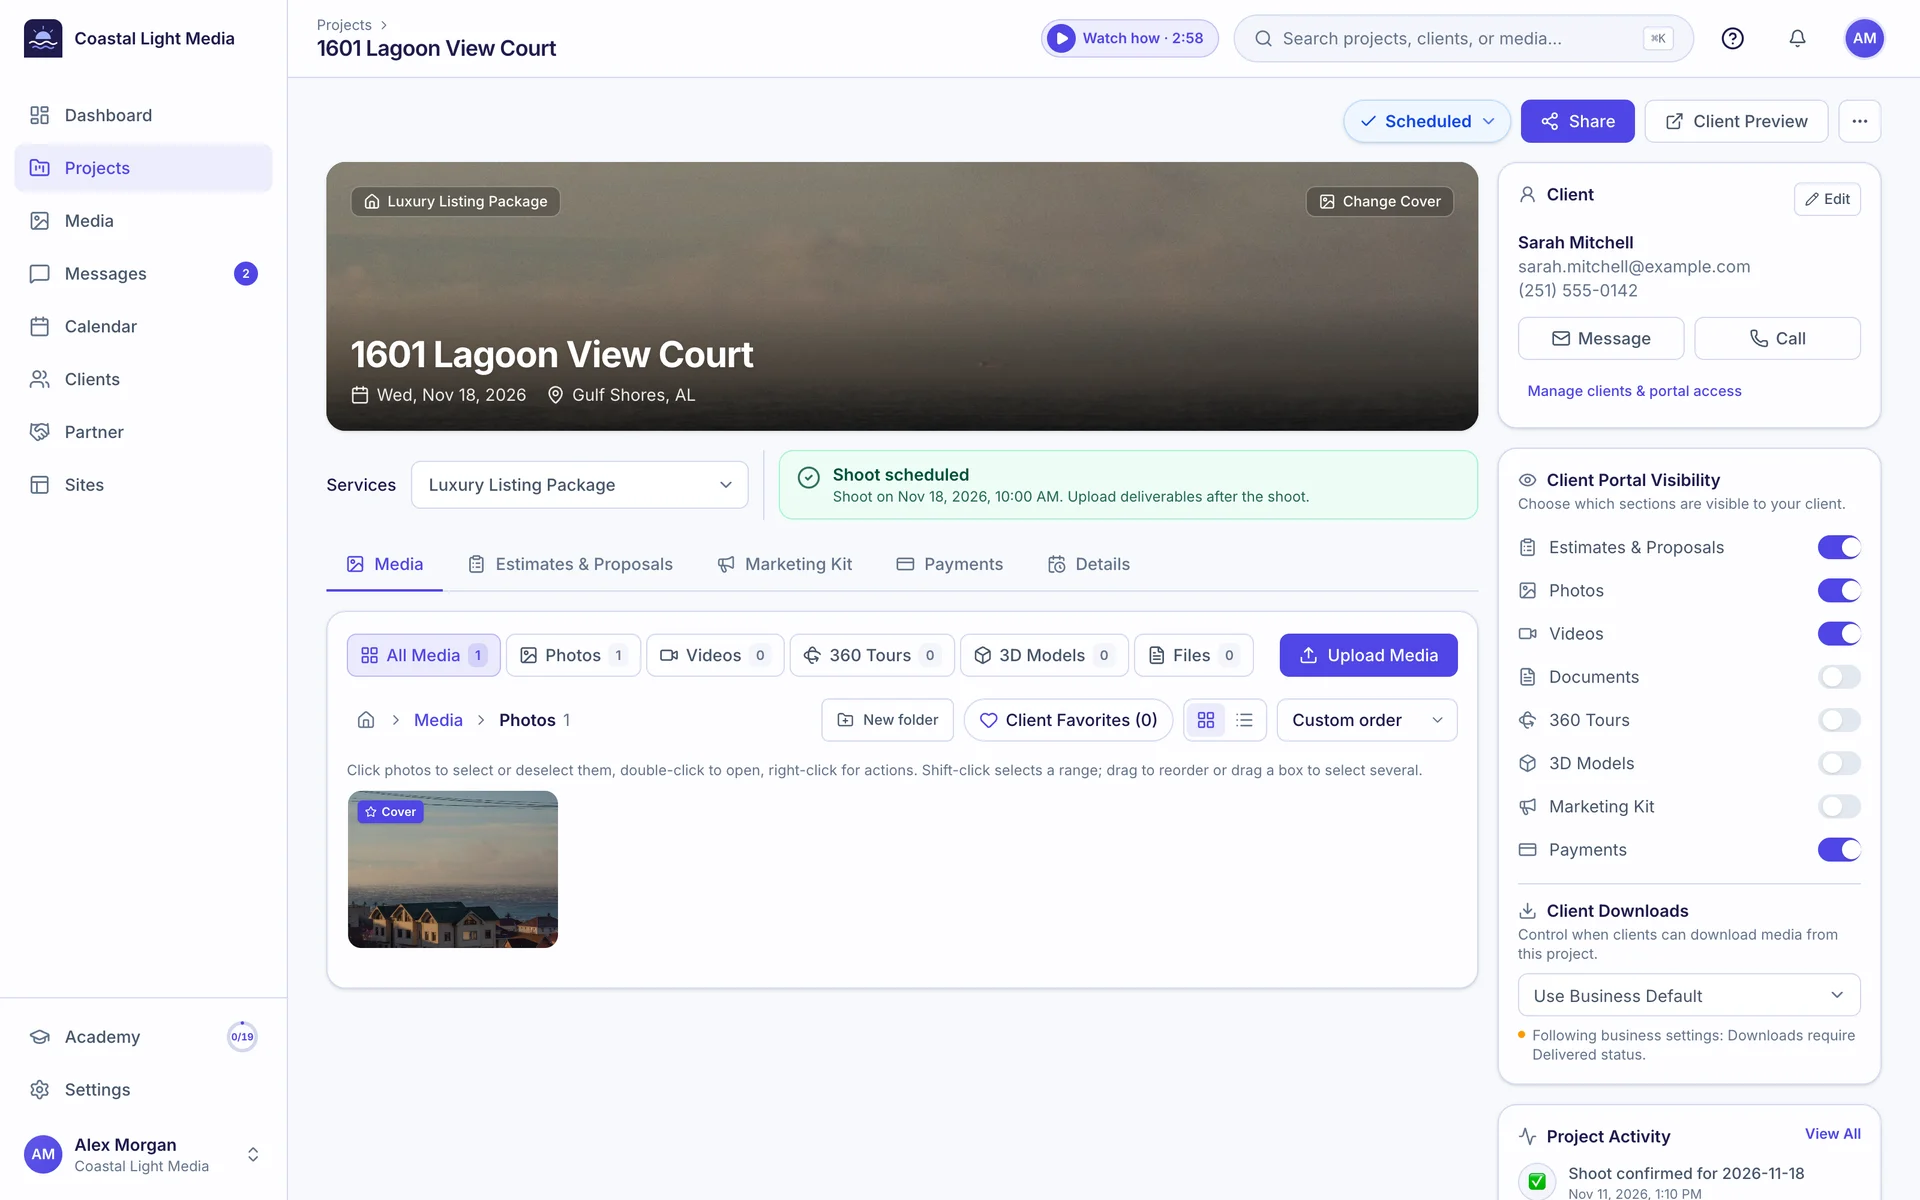 Coastal Light Media
Dashboard
Projects
Media
Messages 2
Calendar
Clients
Partner
Sites
Academy 0/19
Settings
AM Alex Morgan
Coastal Light Media
Projects
1601 Lagoon View Court
Watch how · 2:58
Search projects, clients, or media... ⌘K
AM
Scheduled
Share
Client Preview
Luxury Listing Package
Change Cover
1601 Lagoon View Court
Wed, Nov 18, 2026 Gulf Shores, AL
Services Luxury Listing Package
Shoot scheduled
Shoot on Nov 18, 2026, 10:00 AM. Upload deliverables after the shoot.
Media Estimates & Proposals Marketing Kit Payments Details
All Media 1 Photos 1 Videos 0 360 Tours 0 3D Models 0 Files 0 Upload Media
Media Photos 1 New folder Client Favorites (0) Custom order
Click photos to select or deselect them, double-click to open, right-click for actions. Shift-click selects a range; drag to reorder or drag a box to select several.
Cover
Client Edit
Sarah Mitchell
sarah.mitchell@example.com
(251) 555-0142
Message Call
Manage clients & portal access
Client Portal Visibility
Choose which sections are visible to your client.
Estimates & Proposals
Photos
Videos
Documents
360 Tours
3D Models
Marketing Kit
Payments
Client Downloads
Control when clients can download media from
this project.
Use Business Default
Following business settings: Downloads require
Delivered status.
Project Activity View All
Shoot confirmed for 2026-11-18
Nov 11, 2026, 1:10 PM